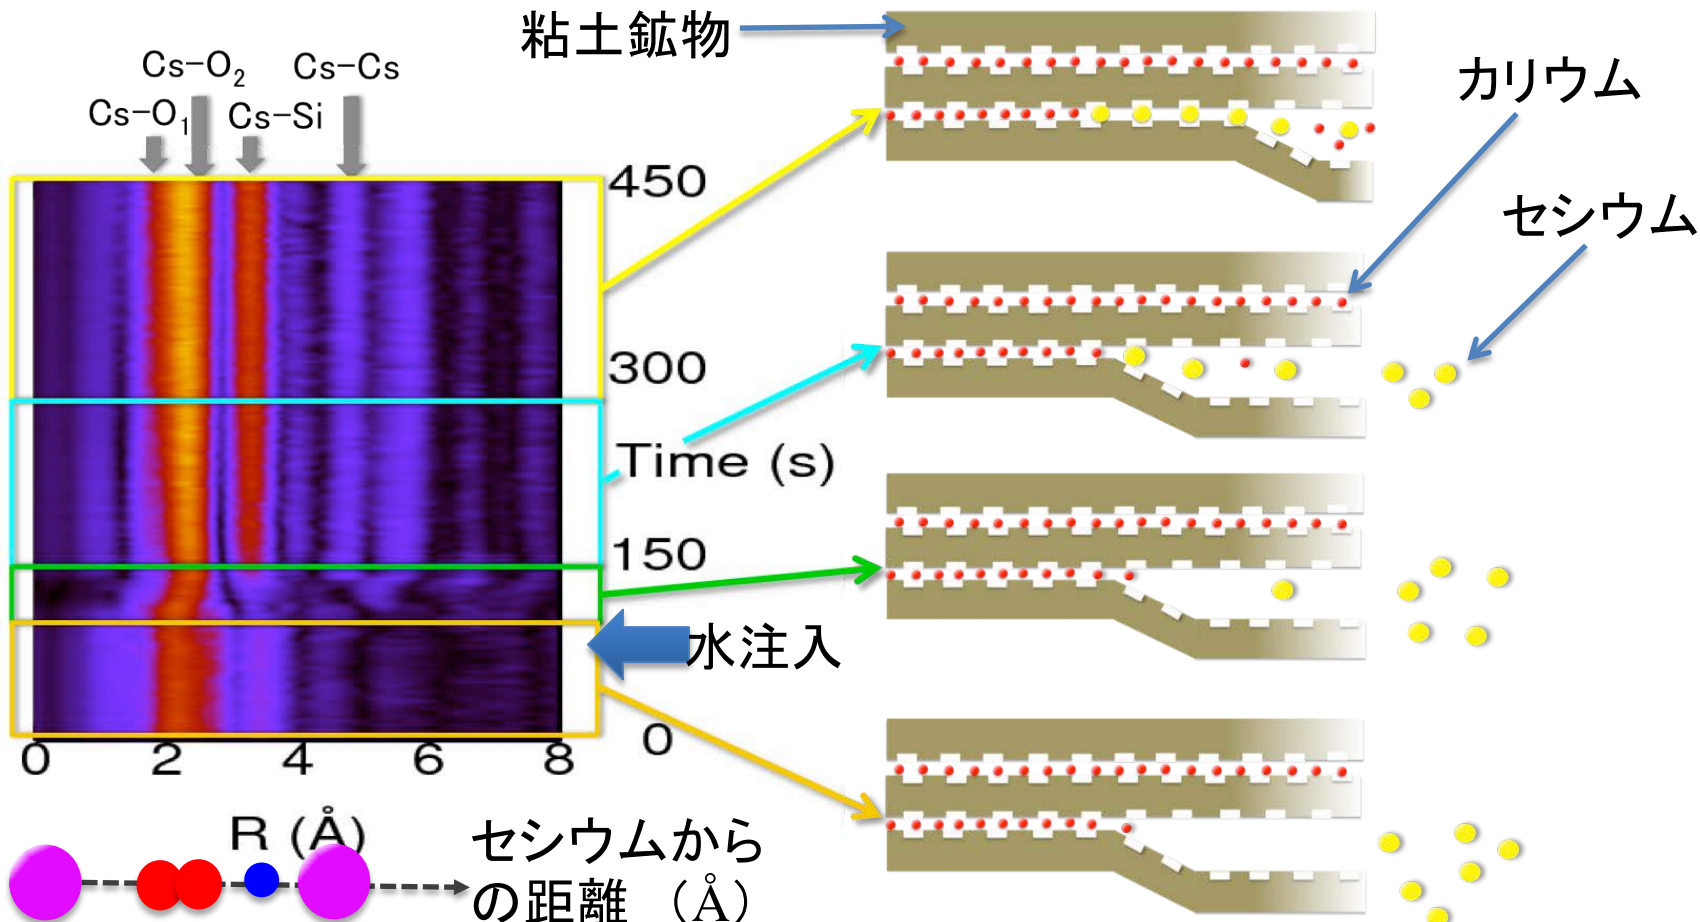 粘土鉱物
Cs-O2
Cs-Cs
Cs-O1
Cs-Si
カリウム
セシウム
450
300
Time (s)
150
水注入
0
0 2 4 6 8
R (Å)
セシウムから
の距離 (Å)